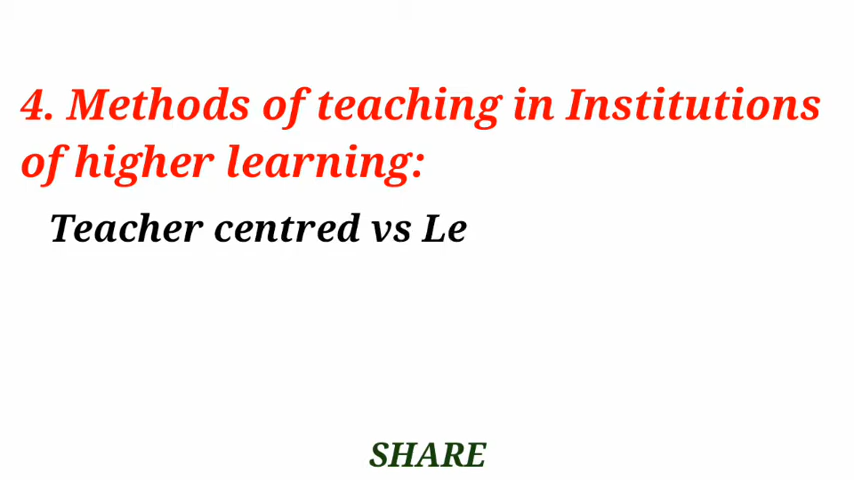 4. Methods of teaching in Institutions
of higher learning:
Teacher centred vs Le
SHARE